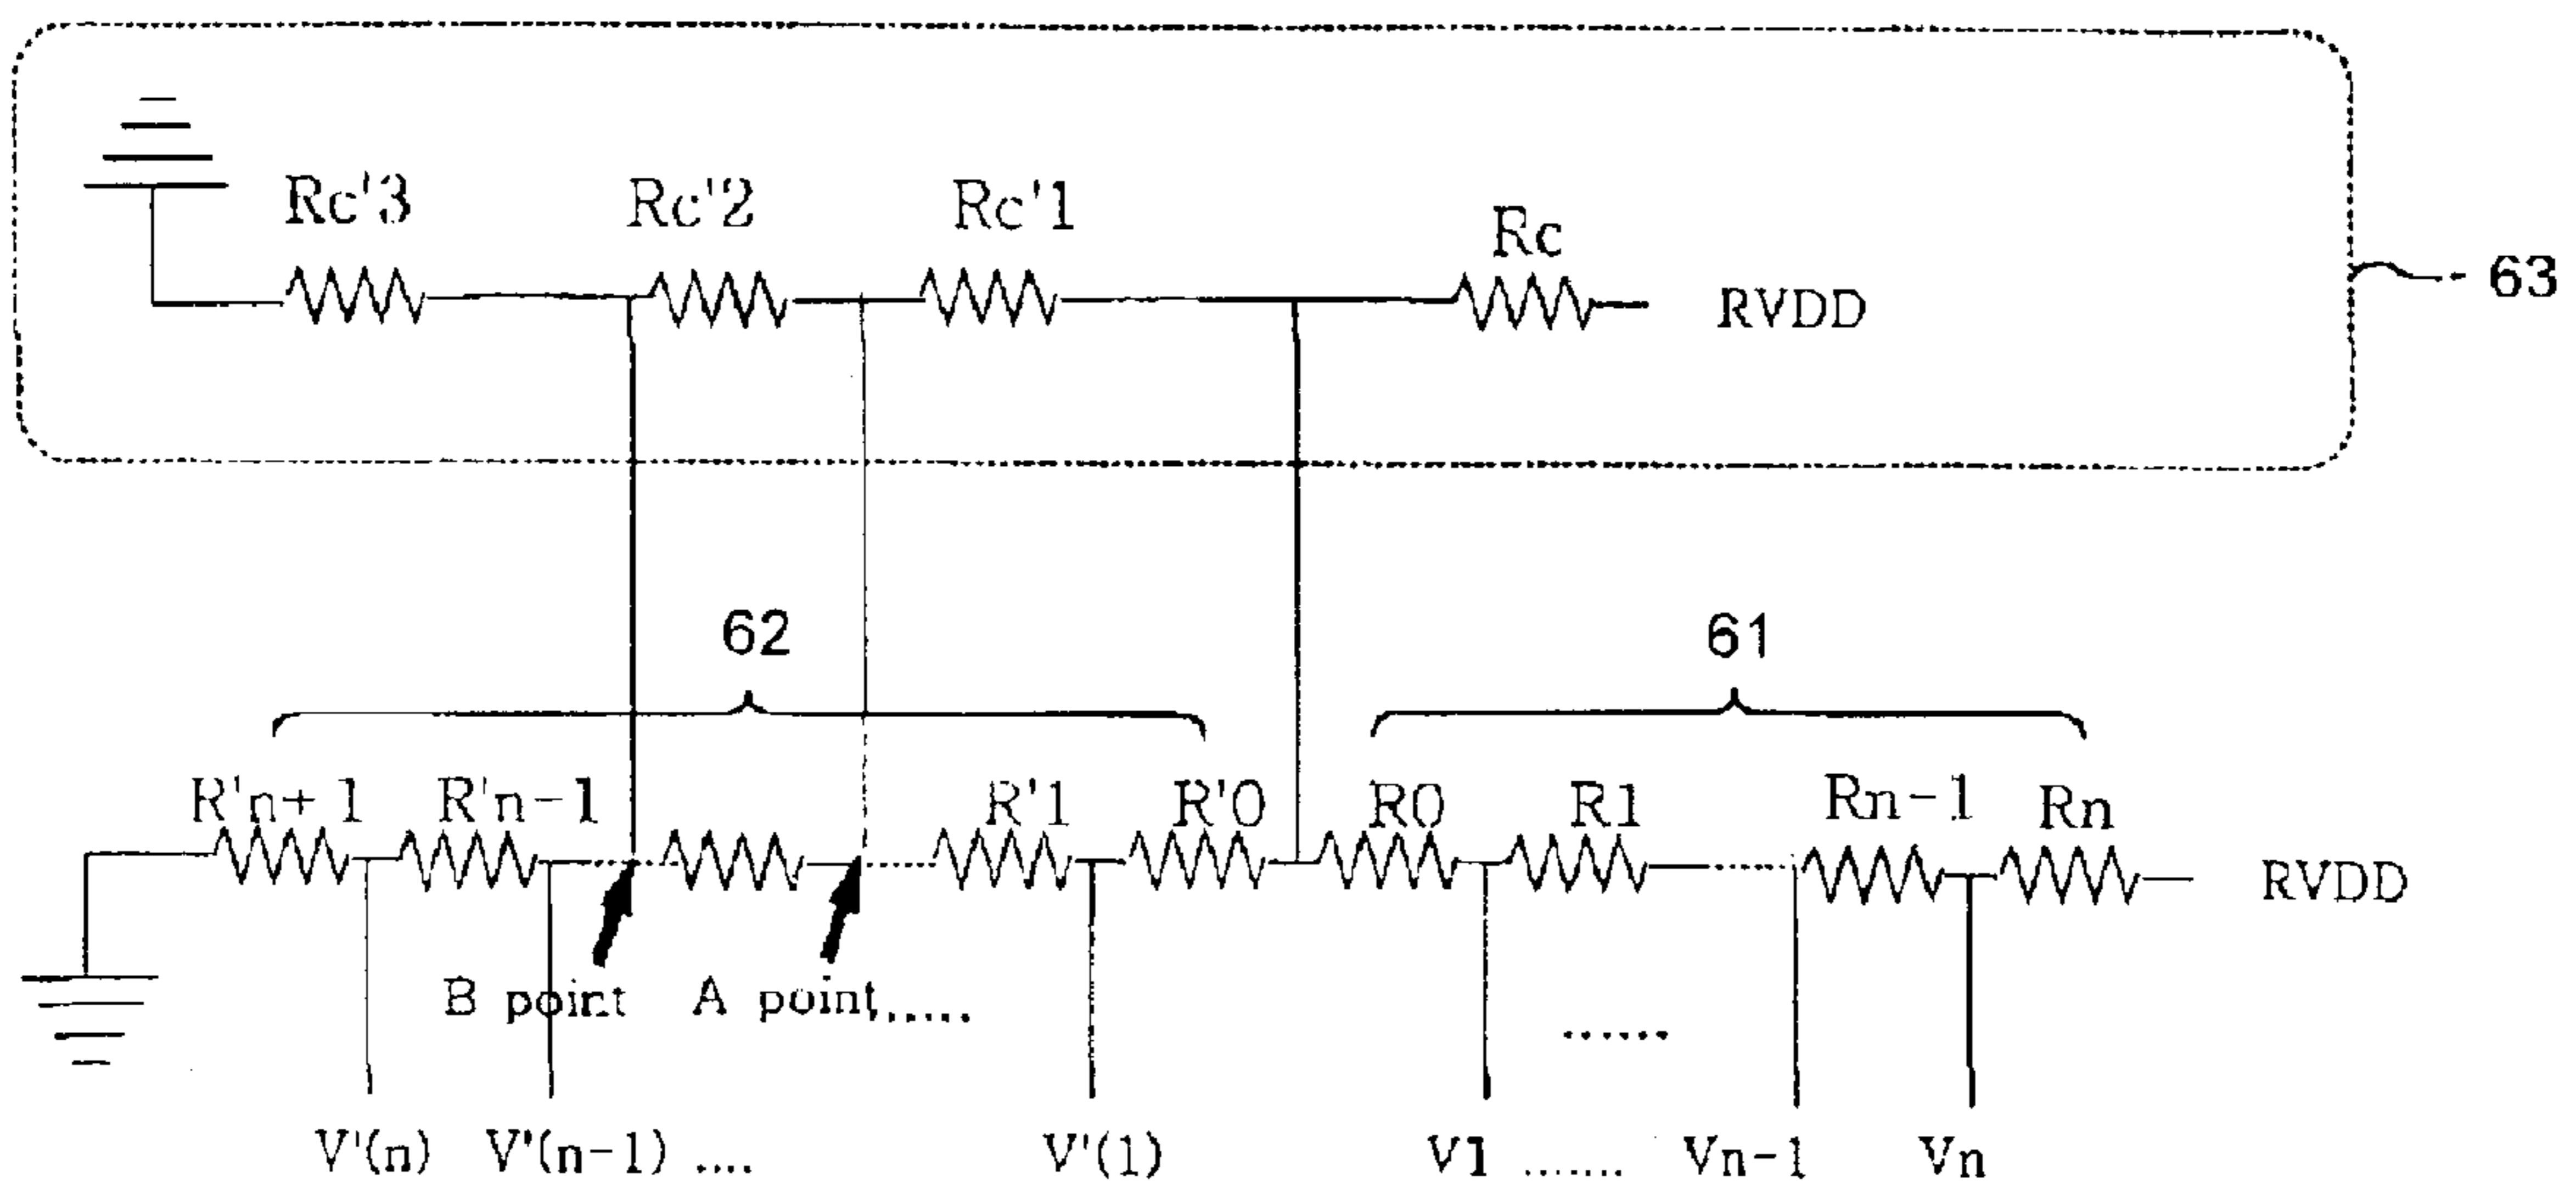 Rc'3 Rc'2 Rc'1 Rc
RVDD
63
62 61
R'n+1 R'n-1 R'1 R'0 R0 R1 Rn-1 Rn
RVDD
B point A point.....
......
V'(n) V'(n-1) .... V'(1) V1 ....... Vn-1 Vn